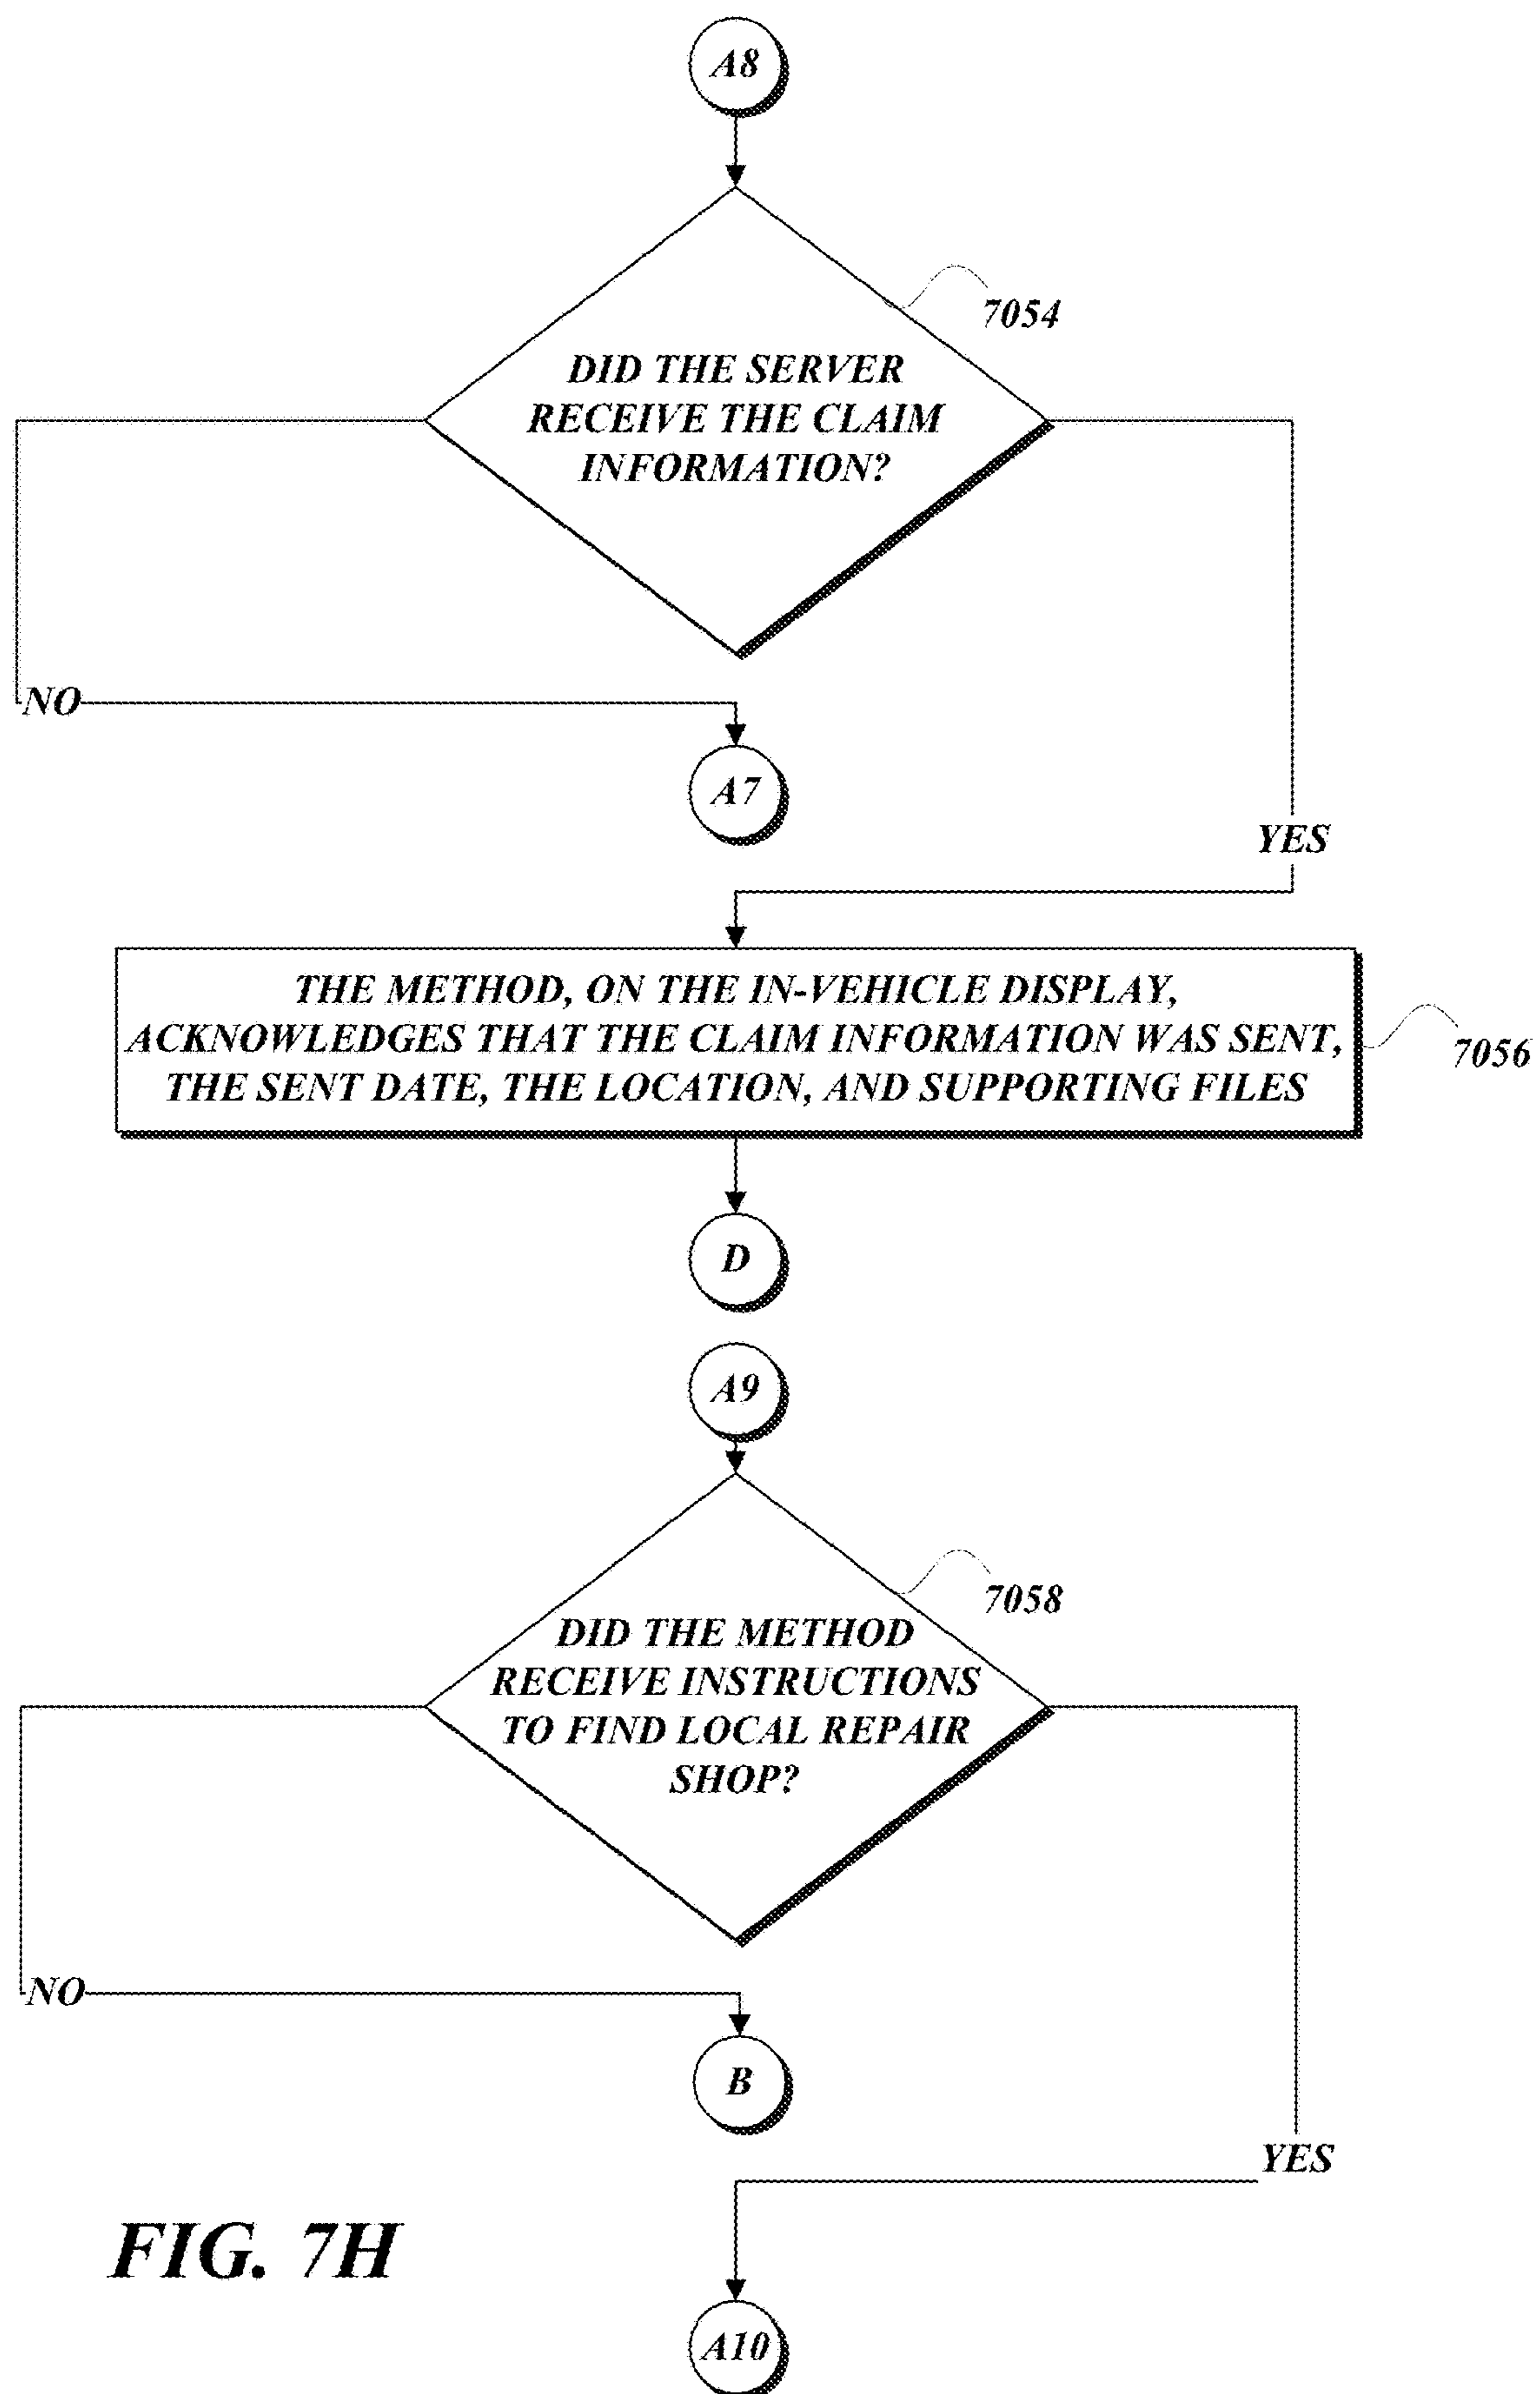 A8
7054
DID THE SERVER
RECEIVE THE CLAIM
INFORMATION?
NO
A7
YES
THE METHOD, ON THE IN-VEHICLE DISPLAY,
ACKNOWLEDGES THAT THE CLAIM INFORMATION WAS SENT,
THE SENT DATE, THE LOCATION, AND SUPPORTING FILES
7056
D
A9
7058
DID THE METHOD
RECEIVE INSTRUCTIONS
TO FIND LOCAL REPAIR
SHOP?
NO
B
YES
FIG. 7H
A10